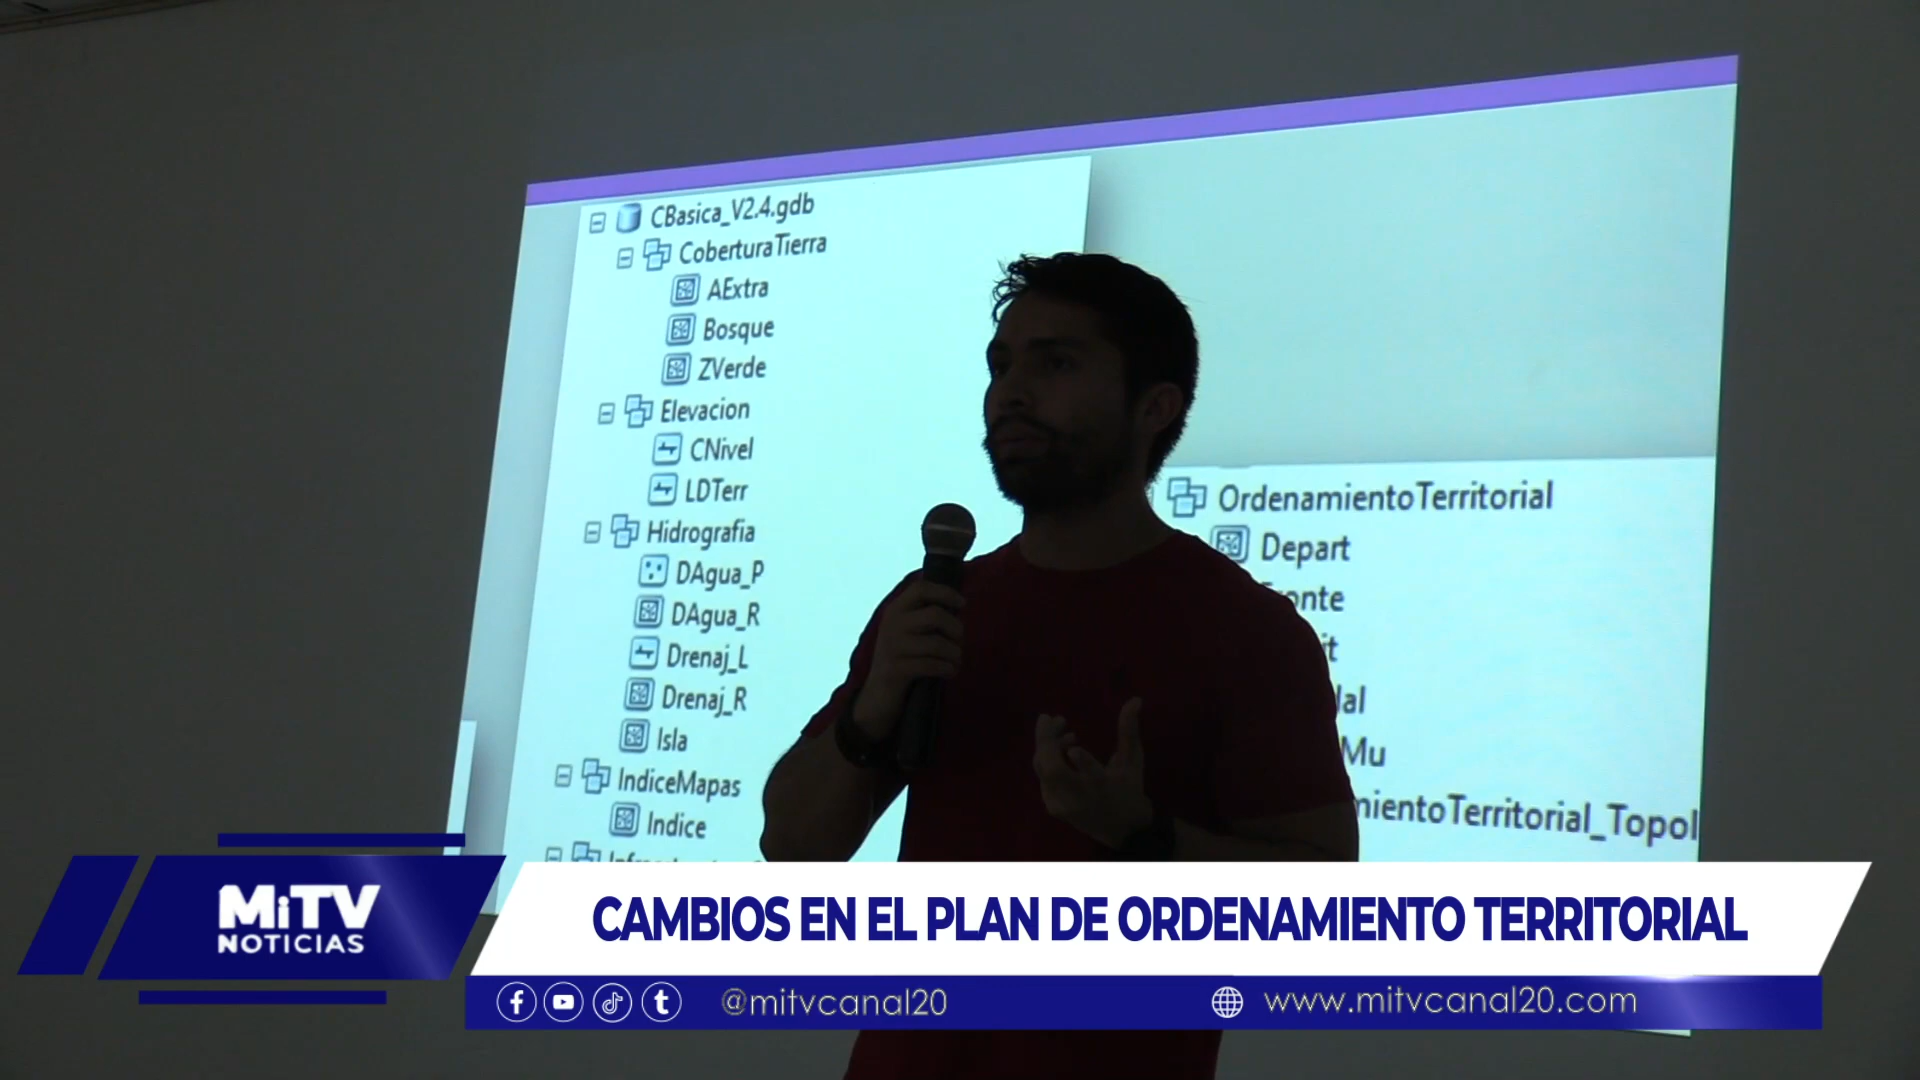 CBasica_V2.4.gdb
CoberturaTierra
AExtra
Bosque
ZVerde
Elevacion
CNivel
LDTerr
Hidrografia
DAgua_P
DAgua_R
Drenaj_L
Drenaj_R
Isla
IndiceMapas
Indice
OrdenamientoTerritorial
Depart
MiTV
NOTICIAS
CAMBIOS EN EL PLAN DE ORDENAMIENTO TERRITORIAL
@mitvcanal20
www.mitvcanal20.com